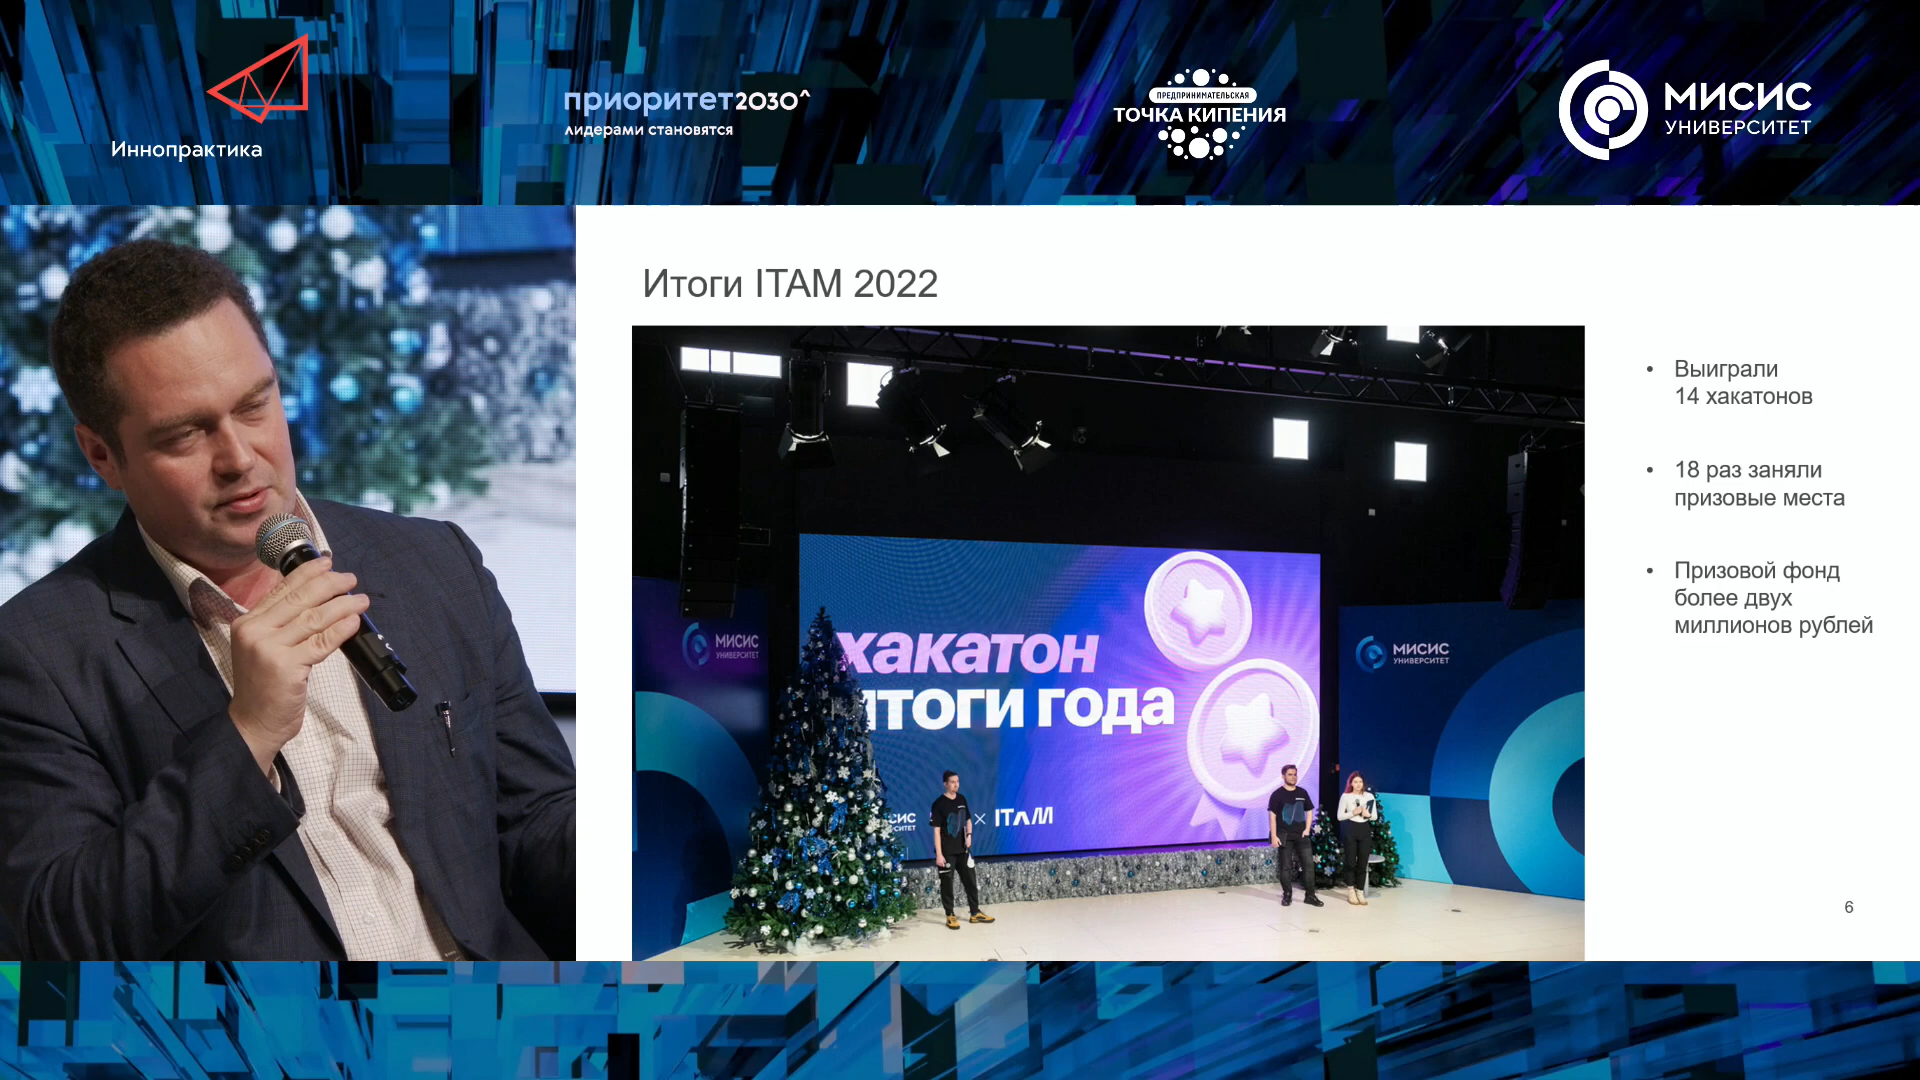 Иннопрактика
приоритет2030^
лидерами становятся
ПРЕДПРИНИМАТЕЛЬСКАЯ
ТОЧКА КИПЕНИЯ
МИСИС
УНИВЕРСИТЕТ
Итоги ITAM 2022
МИСИС
УНИВЕРСИТЕТ
хакатон
итоги года
× ITAM
МИСИС
УНИВЕРСИТЕТ
• Выиграли
14 хакатонов
• 18 раз заняли
призовые места
• Призовой фонд
более двух
миллионов рублей
6